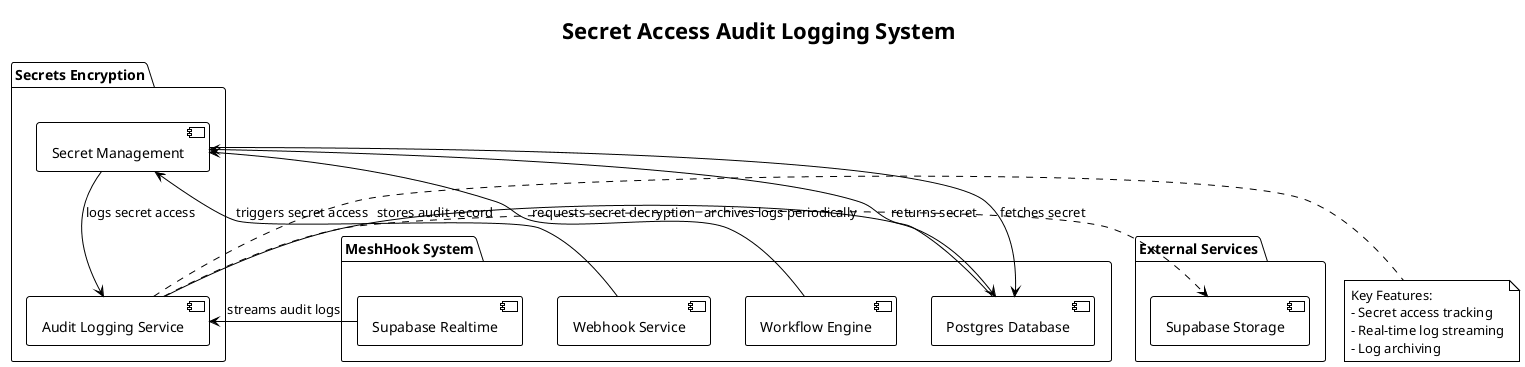 Secret Access Audit Logging System
Secrets Encryption
Secret Management
logs secret access
triggers secret access
stores audit record
requests secret decryption
archives logs periodically
returns secret
fetches secret
MeshHook System
External Services
Audit Logging Service
streams audit logs
Supabase Realtime
Webhook Service
Workflow Engine
Postgres Database
Supabase Storage
Key Features:
- Secret access tracking
- Real-time log streaming
- Log archiving